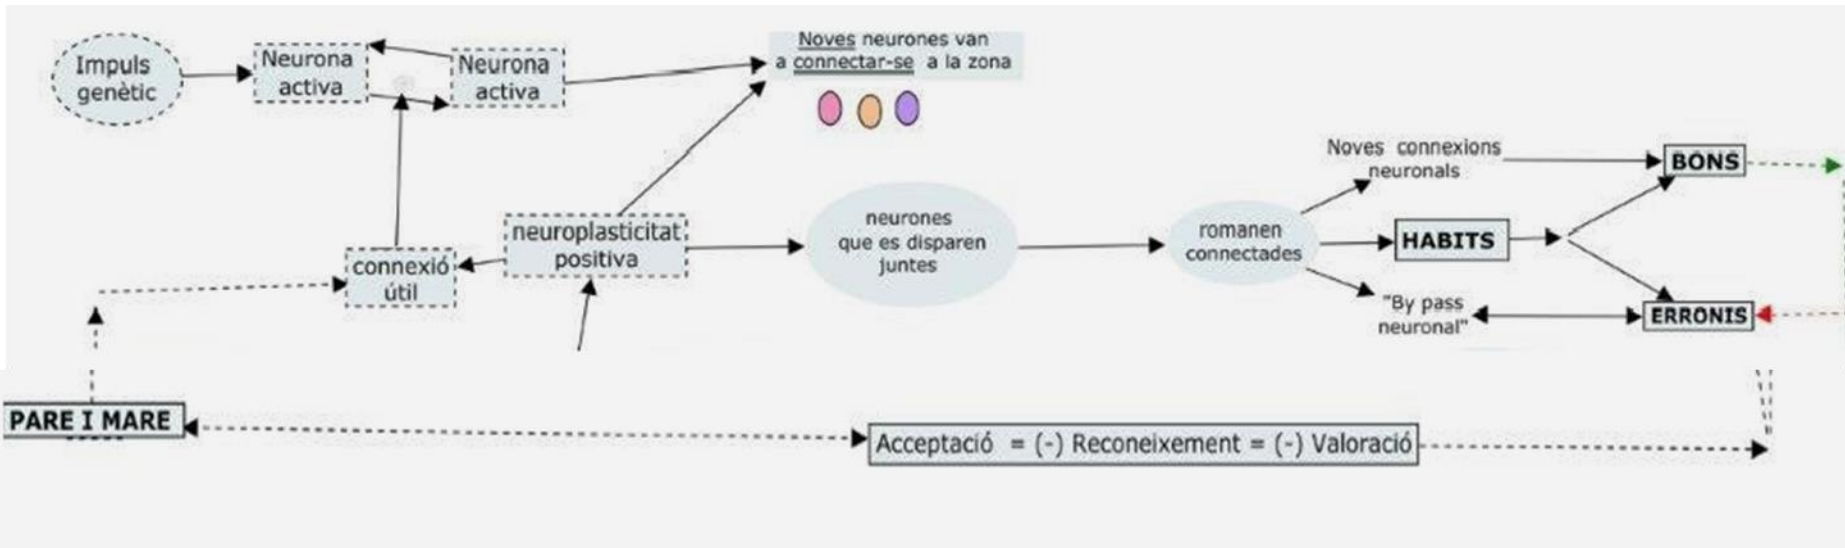 Impuls
genètic
Neurona
activa
Neurona
activa
Noves neurones van
a connectar-se a la zona
connexió
útil
neuroplasticitat
positiva
neurones
que es disparen
juntes
romanen
connectades
Noves connexions
neuronals
HABITS
"By pass
neuronal"
BONS
ERRONIS
PARE I MARE
Acceptació = (-) Reconeixement = (-) Valoració